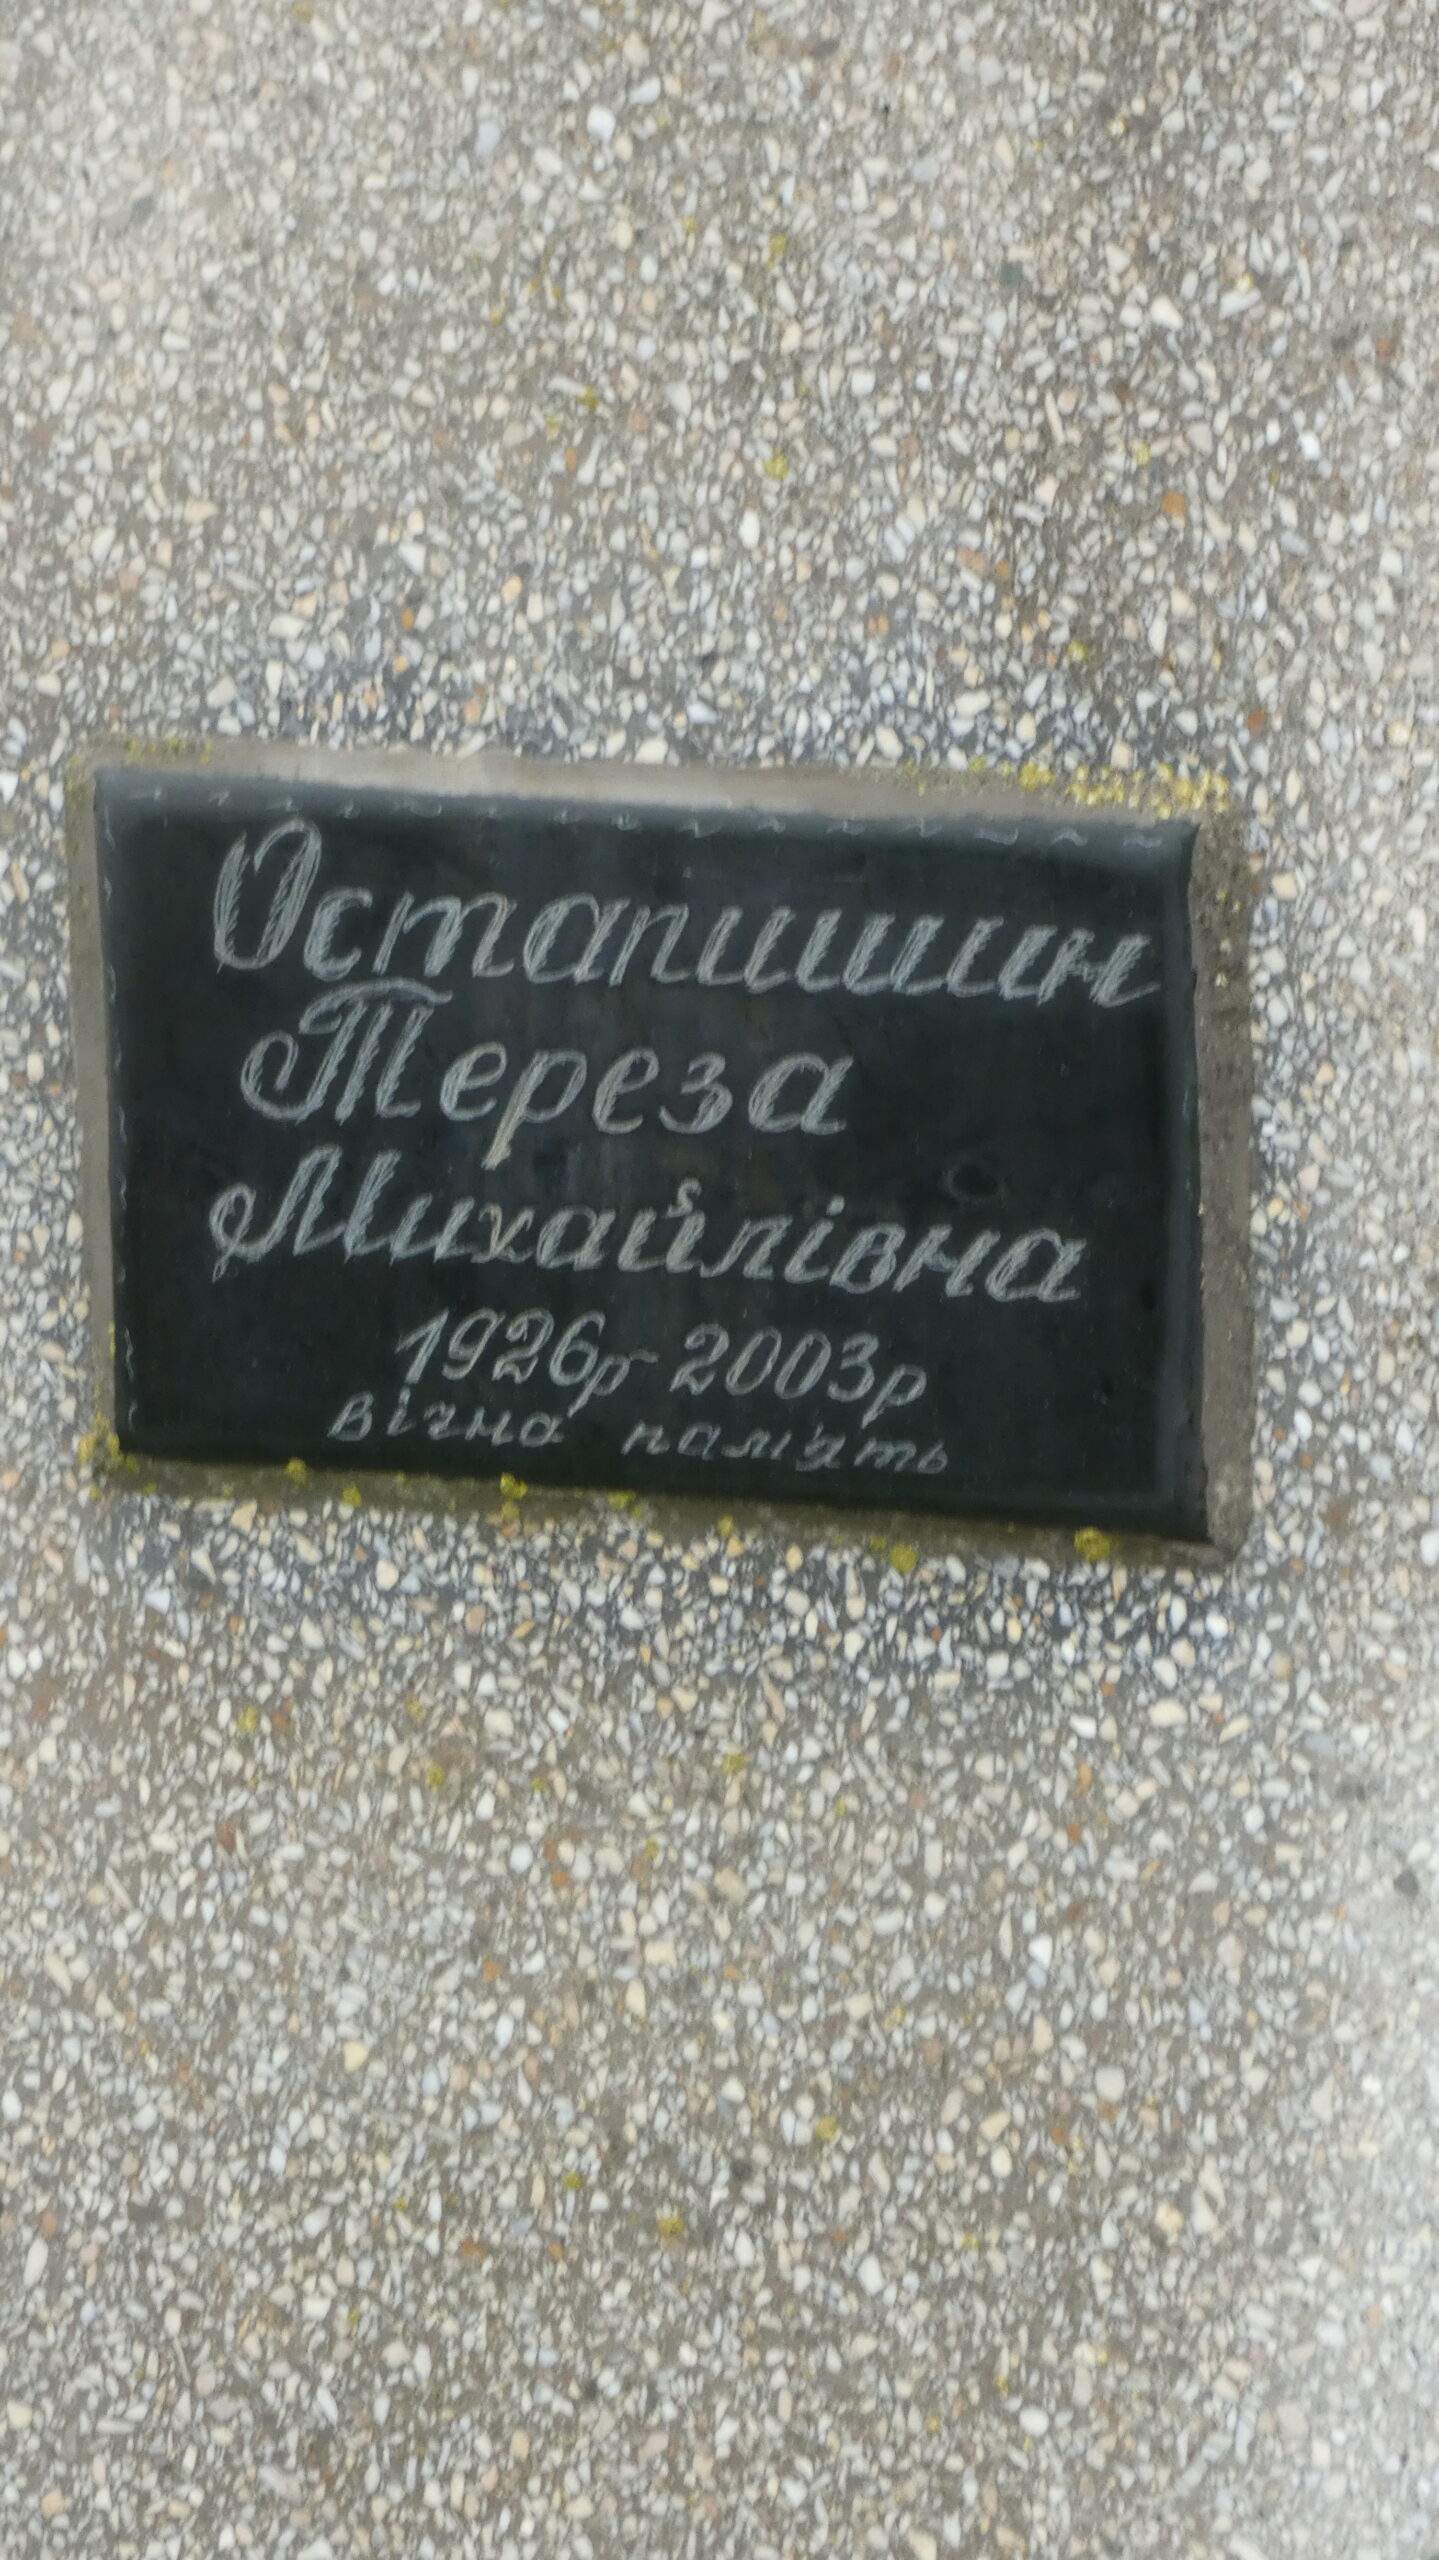 Остапишин
Тереза
Михайлівна
1926р-2003р
вічна пам'ять